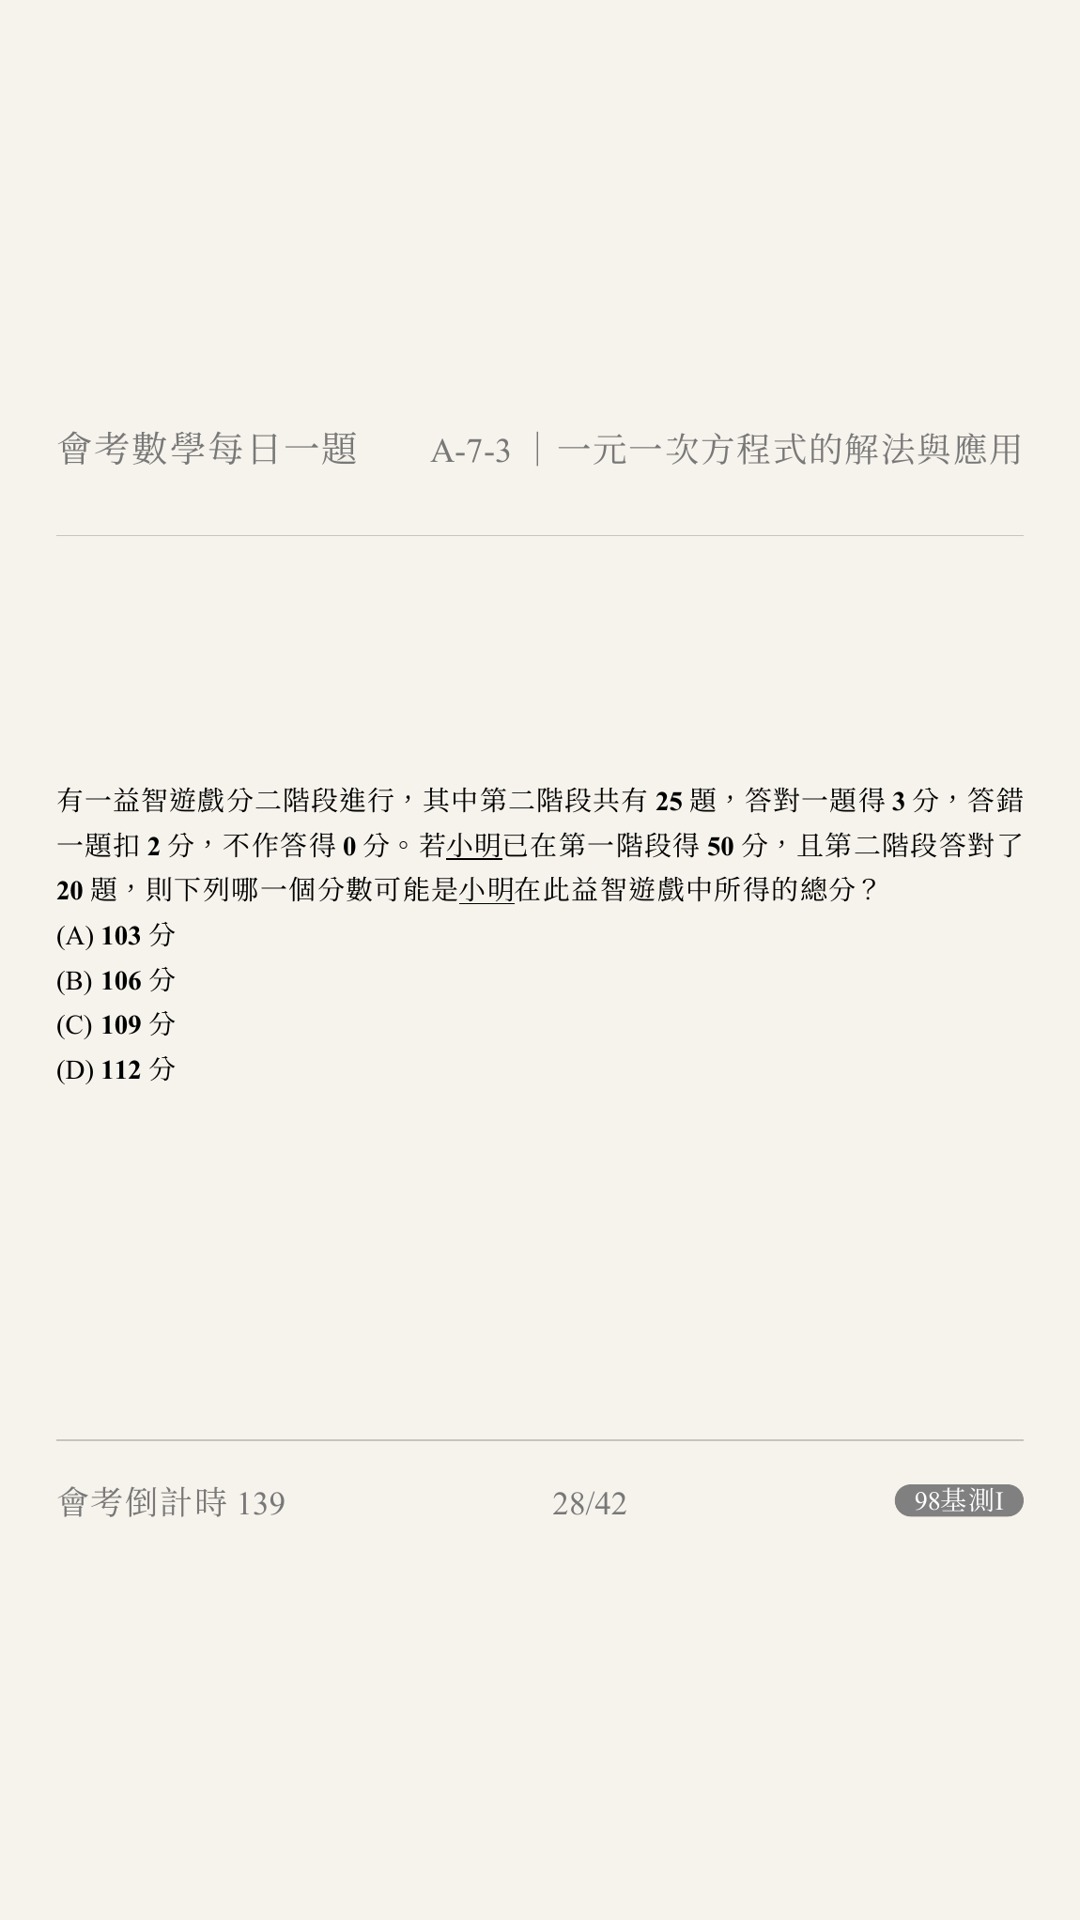 會考數學每日一題
A-7-3｜一元一次方程式的解法與應用
有一益智遊戲分二階段進行，其中第二階段共有 25 題，答對一題得 3 分，答錯
一題扣 2 分，不作答得 0 分。若小明已在第一階段得 50 分，且第二階段答對了
20 題，則下列哪一個分數可能是小明在此益智遊戲中所得的總分？
(A) 103 分
(B) 106 分
(C) 109 分
(D) 112 分
會考倒計時 139
28/42
98基測I